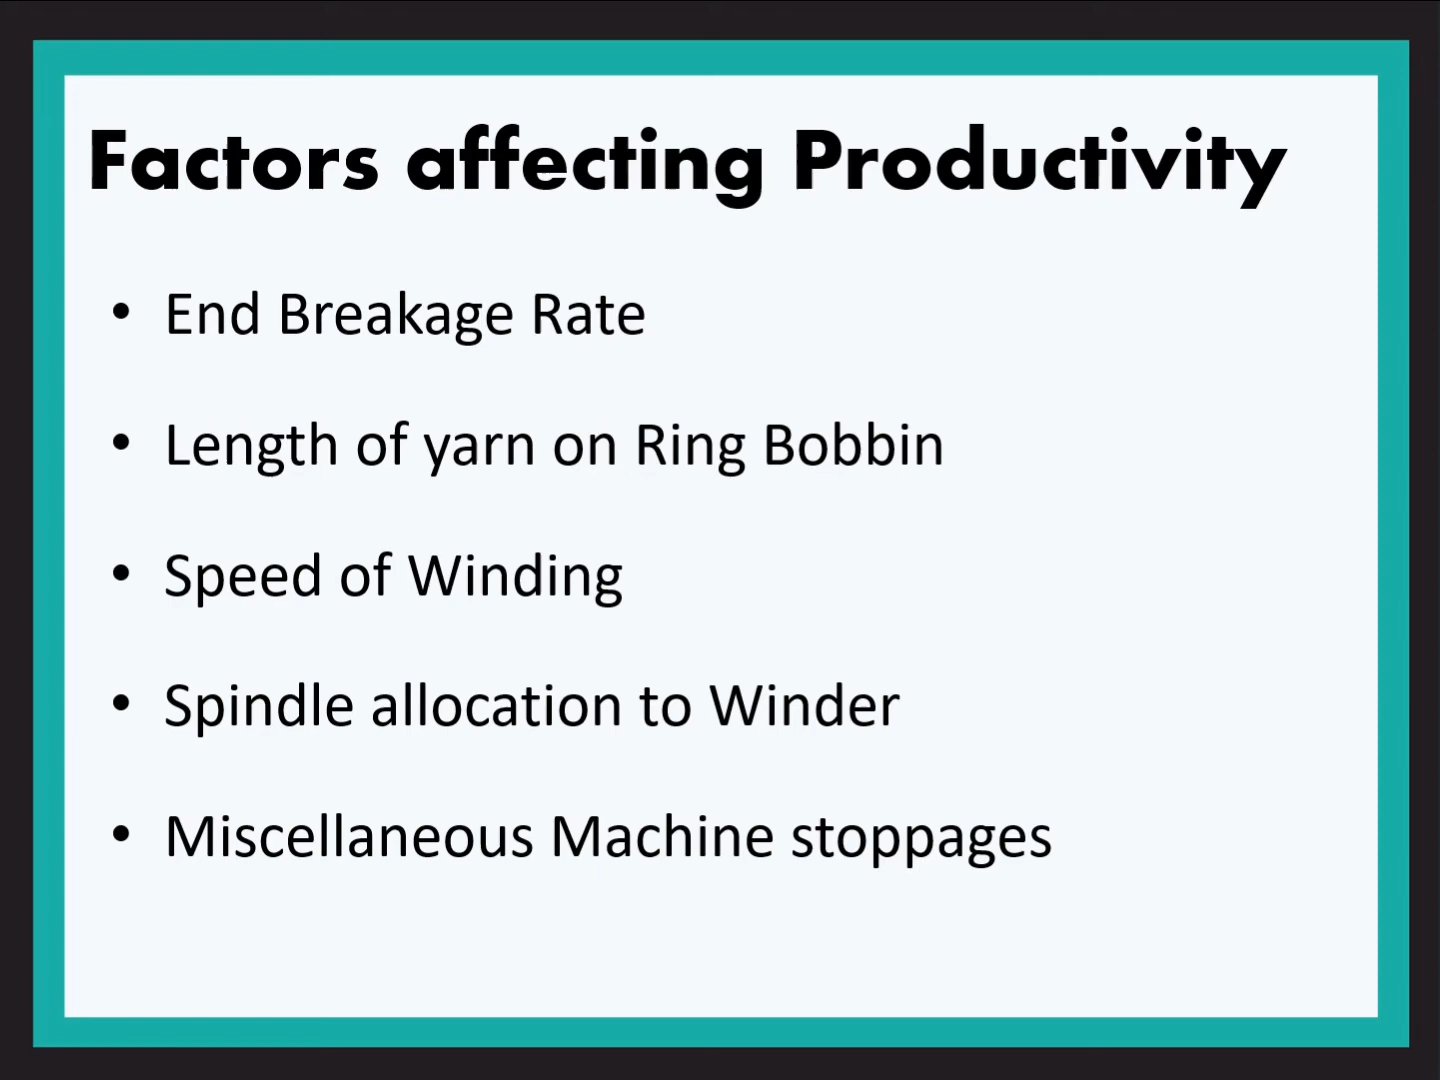 Factors affecting Productivity
• End Breakage Rate
• Length of yarn on Ring Bobbin
• Speed of Winding
• Spindle allocation to Winder
• Miscellaneous Machine stoppages